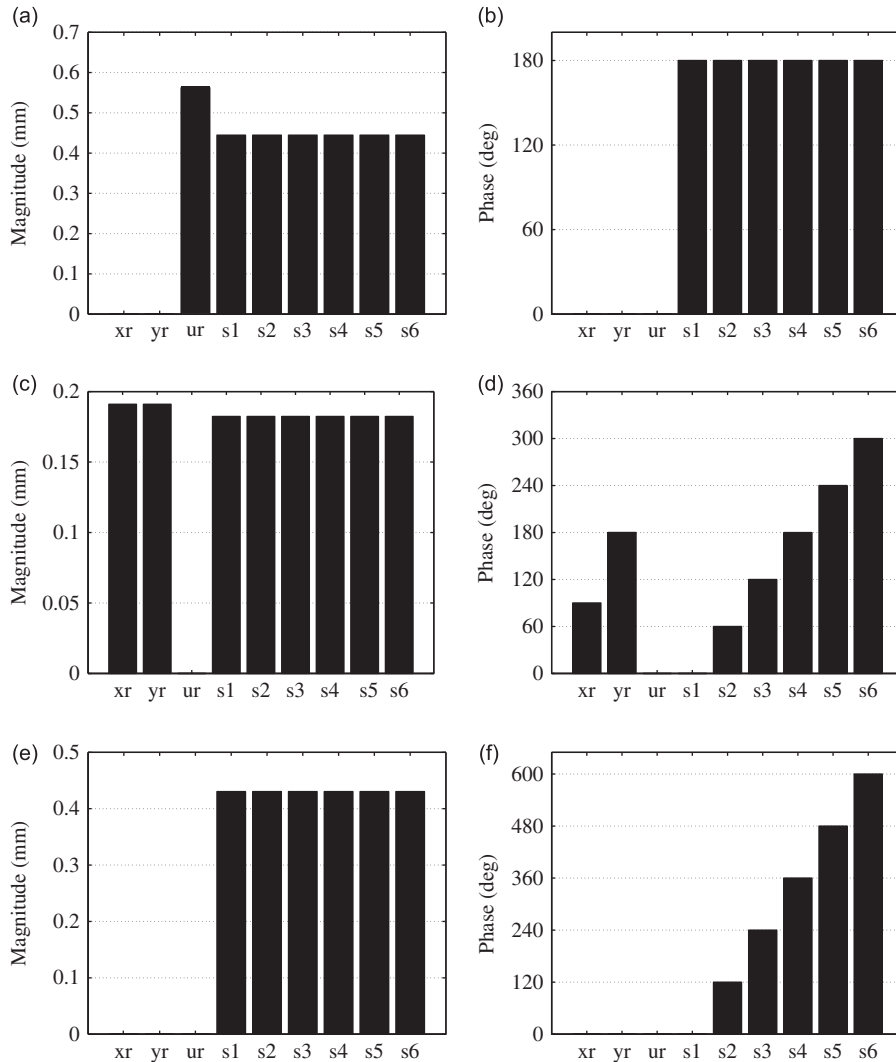 (a)
Magnitude (mm)
0.7
0.6
0.5
0.4
0.3
0.2
0.1
0
xr yr ur s1 s2 s3 s4 s5 s6
(b)
Phase (deg)
180
120
60
0
xr yr ur s1 s2 s3 s4 s5 s6
(c)
Magnitude (mm)
0.2
0.15
0.1
0.05
0
xr yr ur s1 s2 s3 s4 s5 s6
(d)
Phase (deg)
360
300
240
180
120
60
0
xr yr ur s1 s2 s3 s4 s5 s6
(e)
Magnitude (mm)
0.5
0.4
0.3
0.2
0.1
0
xr yr ur s1 s2 s3 s4 s5 s6
(f)
Phase (deg)
600
480
360
240
120
0
xr yr ur s1 s2 s3 s4 s5 s6